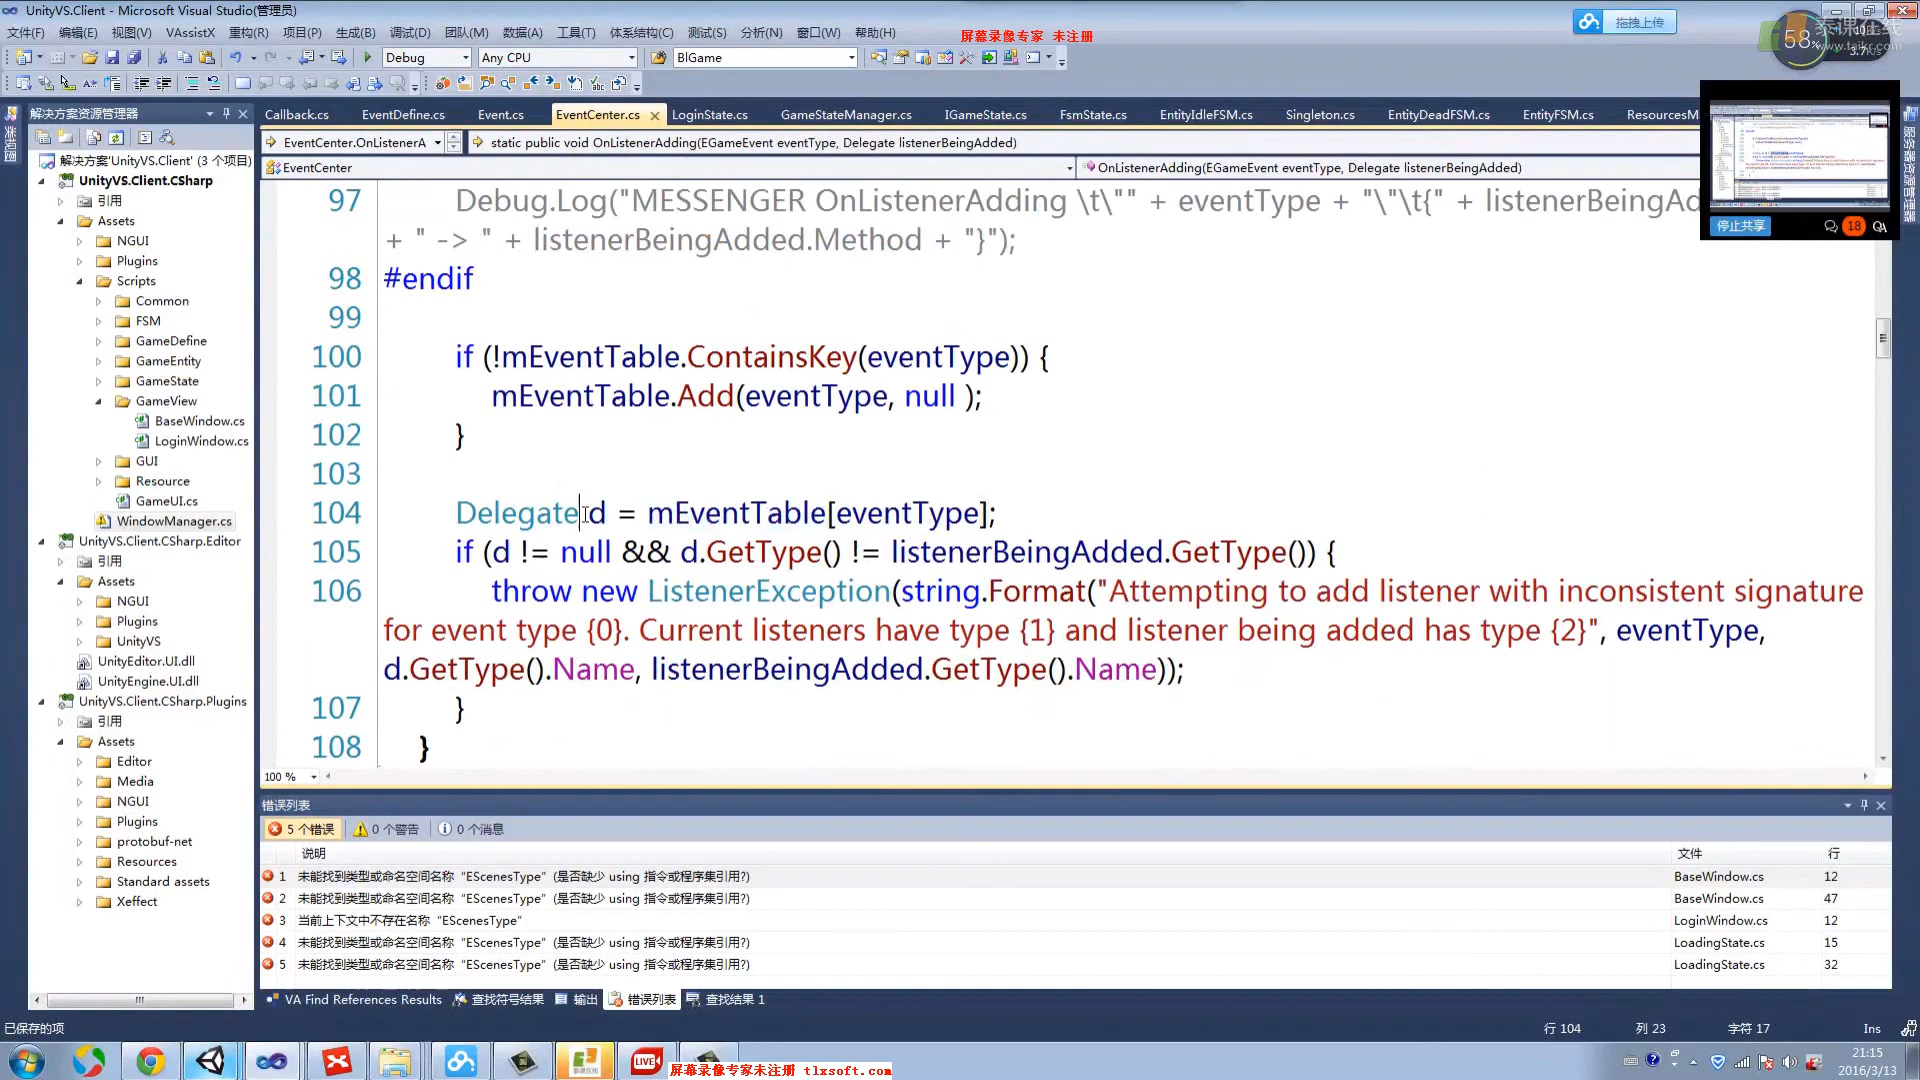 UnityVS.Client - Microsoft Visual Studio(管理员)
文件(F) 编辑(E) 视图(V) VAssistX 重构(R) 项目(P) 生成(B) 调试(D) 团队(M) 数据(A) 工具(T) 体系结构(C) 测试(S) 分析(N) 窗口(W) 帮助(H)
屏幕录像专家 未注册
拖拽上传
58%
泰课在线
www.taikr.com
Debug Any CPU BIGame
解决方案资源管理器
Callback.cs EventDefine.cs Event.cs EventCenter.cs LoginState.cs GameStateManager.cs IGameState.cs FsmState.cs EntityIdleFSM.cs Singleton.cs EntityDeadFSM.cs EntityFSM.cs ResourcesM
EventCenter.OnListenerA static public void OnListenerAdding(EGameEvent eventType, Delegate listenerBeingAdded)
EventCenter OnListenerAdding(EGameEvent eventType, Delegate listenerBeingAdded)
停止共享 18
解决方案'UnityVS.Client' (3 个项目)
UnityVS.Client.CSharp
引用
Assets
NGUI
Plugins
Scripts
Common
FSM
GameDefine
GameEntity
GameState
GameView
BaseWindow.cs
LoginWindow.cs
GUI
Resource
GameUI.cs
WindowManager.cs
UnityVS.Client.CSharp.Editor
引用
Assets
NGUI
Plugins
UnityVS
UnityEditor.UI.dll
UnityEngine.UI.dll
UnityVS.Client.CSharp.Plugins
引用
Assets
Editor
Media
NGUI
Plugins
protobuf-net
Resources
Standard assets
Xeffect
97 Debug.Log("MESSENGER OnListenerAdding \t\"" + eventType + "\"\t{" + listenerBeingAd
+ " -> " + listenerBeingAdded.Method + "}");
98 #endif
99
100 if (!mEventTable.ContainsKey(eventType)) {
101 mEventTable.Add(eventType, null );
102 }
103
104 Delegate d = mEventTable[eventType];
105 if (d != null && d.GetType() != listenerBeingAdded.GetType()) {
106 throw new ListenerException(string.Format("Attempting to add listener with inconsistent signature
for event type {0}. Current listeners have type {1} and listener being added has type {2}", eventType,
d.GetType().Name, listenerBeingAdded.GetType().Name));
107 }
108 }
100 %
错误列表
5 个错误 0 个警告 0 个消息
说明 文件 行
1 未能找到类型或命名空间名称“EScenesType”(是否缺少 using 指令或程序集引用?) BaseWindow.cs 12
2 未能找到类型或命名空间名称“EScenesType”(是否缺少 using 指令或程序集引用?) BaseWindow.cs 47
3 当前上下文中不存在名称“EScenesType” LoginWindow.cs 12
4 未能找到类型或命名空间名称“EScenesType”(是否缺少 using 指令或程序集引用?) LoadingState.cs 15
5 未能找到类型或命名空间名称“EScenesType”(是否缺少 using 指令或程序集引用?) LoadingState.cs 32
VA Find References Results 查找符号结果 输出 错误列表 查找结果 1
已保存的项 行 104 列 23 字符 17 Ins
LIVE
屏幕录像专家未注册 tlxsoft.com
21:15
2016/3/13